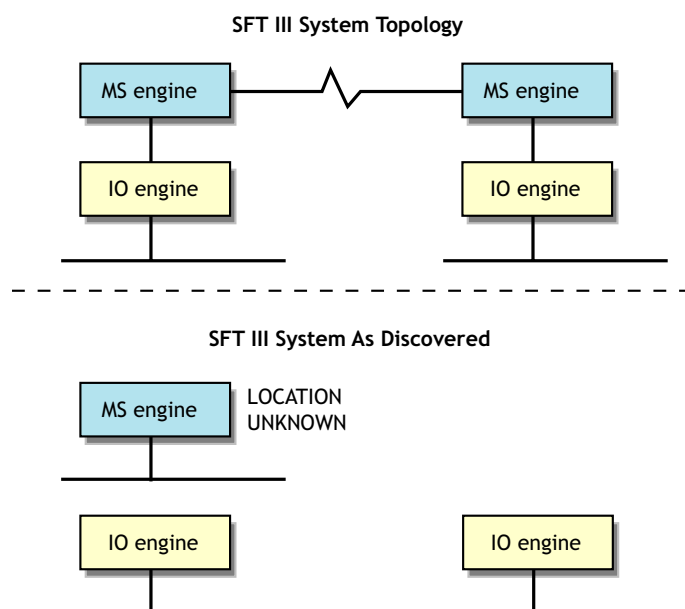 SFT III System Topology
MS engine MS engine
IO engine IO engine
SFT III System As Discovered
MS engine LOCATION
UNKNOWN
IO engine IO engine